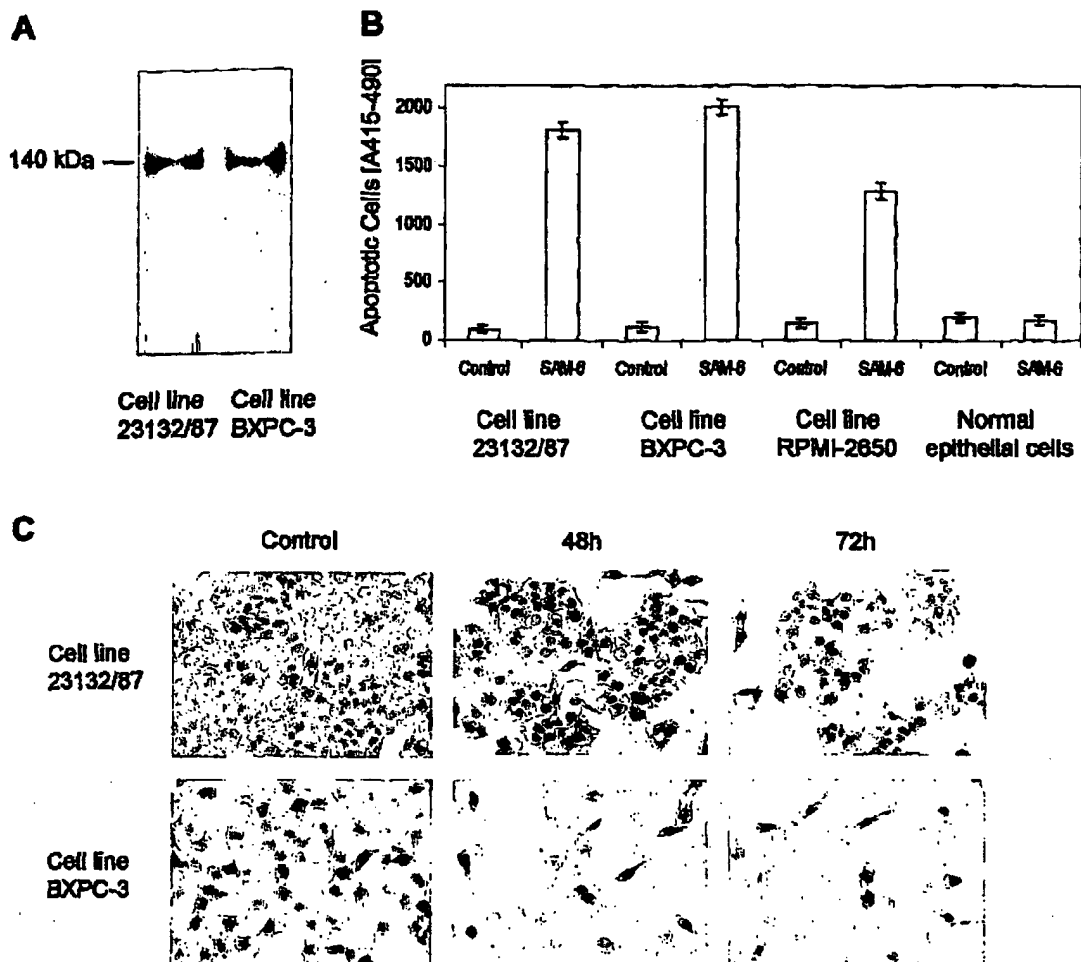 A
140 kDa
Cell line
23132/87
Cell line
BXPC-3
B
Apoptotic Cells [A415-490]
2000
1500
1000
500
0
Control
SAM-6
Control
SAM-6
Control
SAM-6
Control
SAM-6
Cell line
23132/87
Cell line
BXPC-3
Cell line
RPMI-2650
Normal
epithelial cells
C
Control
48h
72h
Cell line
23132/87
Cell line
BXPC-3